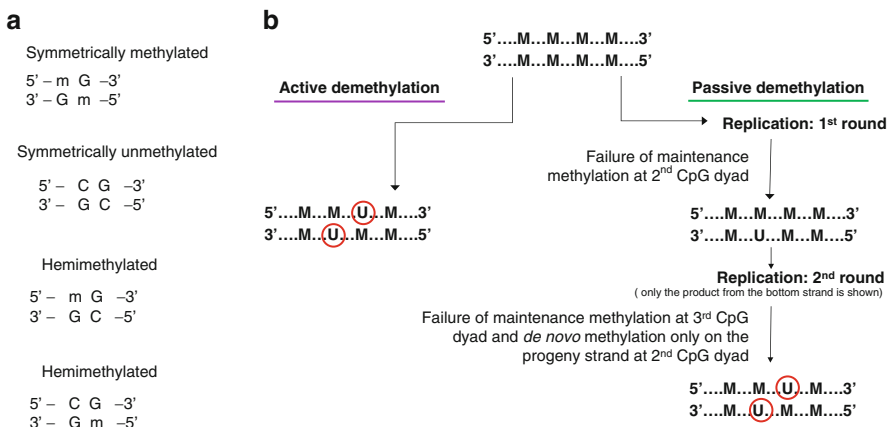 a
Symmetrically methylated
5’ – m G –3’
3’ – G m –5’
Symmetrically unmethylated
5’ – C G –3’
3’ – G C –5’
Hemimethylated
5’ – m G –3’
3’ – G C –5’
Hemimethylated
5’ – C G –3’
3’ – G m –5’
b
5’....M...M...M...M....3’
3’....M...M...M...M....5’
Active demethylation
5’....M...M...U...M....3’
3’....M...U...M...M....5’
Passive demethylation
Replication: 1st round
Failure of maintenance
methylation at 2nd CpG dyad
5’....M...M...M...M....3’
3’....M...U...M...M....5’
Replication: 2nd round
( only the product from the bottom strand is shown)
Failure of maintenance methylation at 3rd CpG
dyad and de novo methylation only on the
progeny strand at 2nd CpG dyad
5’....M...M...U...M....3’
3’....M...U...M...M....5’